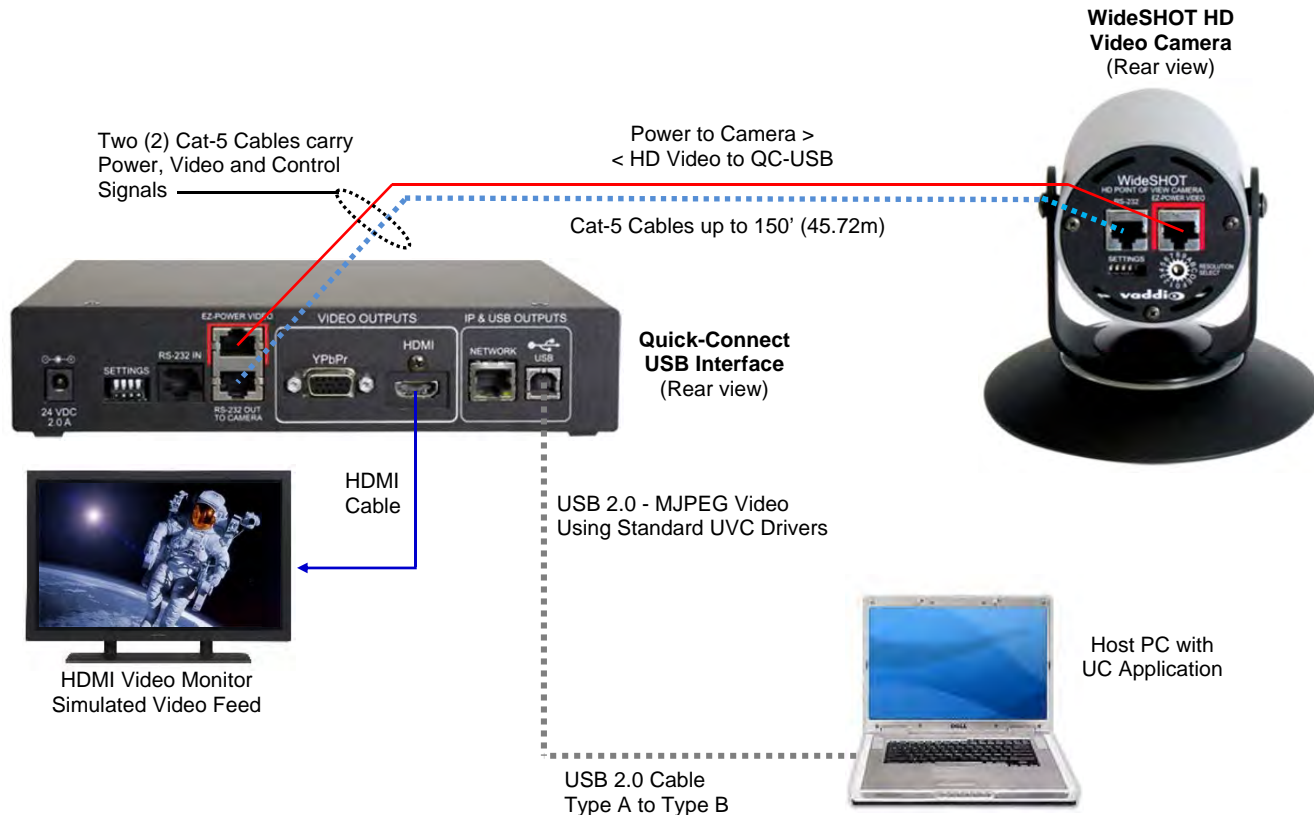 WideSHOT HD
Video Camera
(Rear view)
Two (2) Cat-5 Cables carry
Power, Video and Control
Signals
Power to Camera >
< HD Video to QC-USB
Cat-5 Cables up to 150' (45.72m)
WideSHOT
HD POINT OF VIEW CAMERA
RS-232
EZ-POWER VIDEO
SETTINGS
RESOLUTION
SELECT
vaddio
EZ-POWER VIDEO
VIDEO OUTPUTS
IP & USB OUTPUTS
RS-232 IN
YPbPr
HDMI
NETWORK
USB
SETTINGS
24 VDC
2.0 A
RS-232 OUT
TO CAMERA
Quick-Connect
USB Interface
(Rear view)
HDMI
Cable
USB 2.0 - MJPEG Video
Using Standard UVC Drivers
HDMI Video Monitor
Simulated Video Feed
Host PC with
UC Application
DELL
USB 2.0 Cable
Type A to Type B